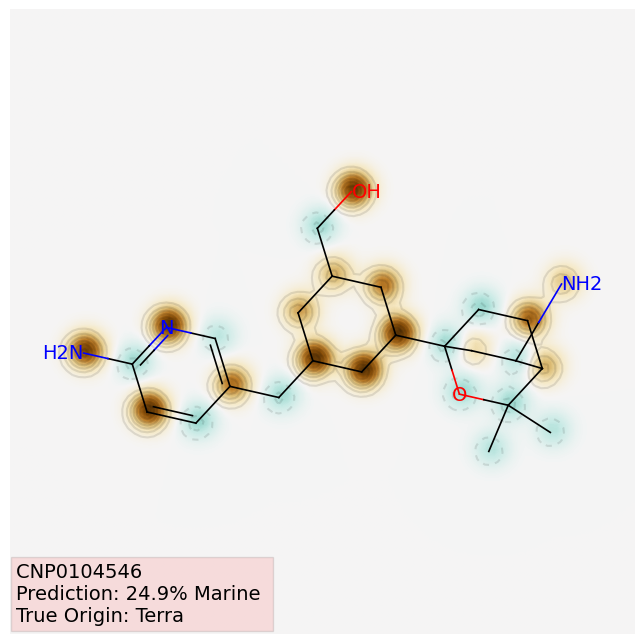 OH
NH2
N
H2N
O
CNP0104546
Prediction: 24.9% Marine
True Origin: Terra